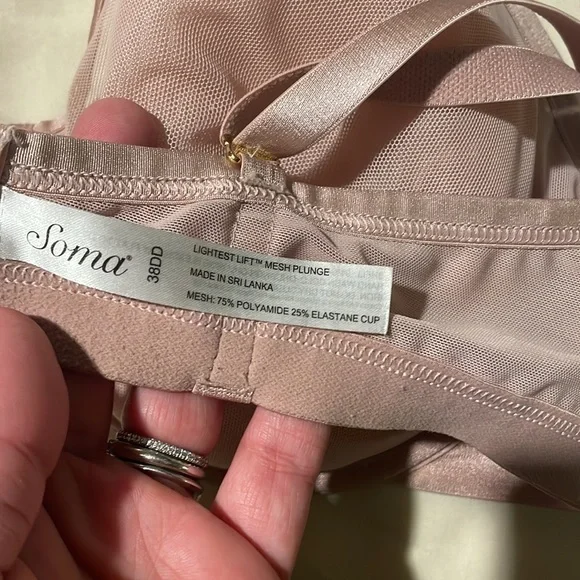 Soma®
38DD
LIGHTEST LIFT™ MESH PLUNGE
MADE IN SRI LANKA
MESH: 75% POLYAMIDE 25% ELASTANE CUP